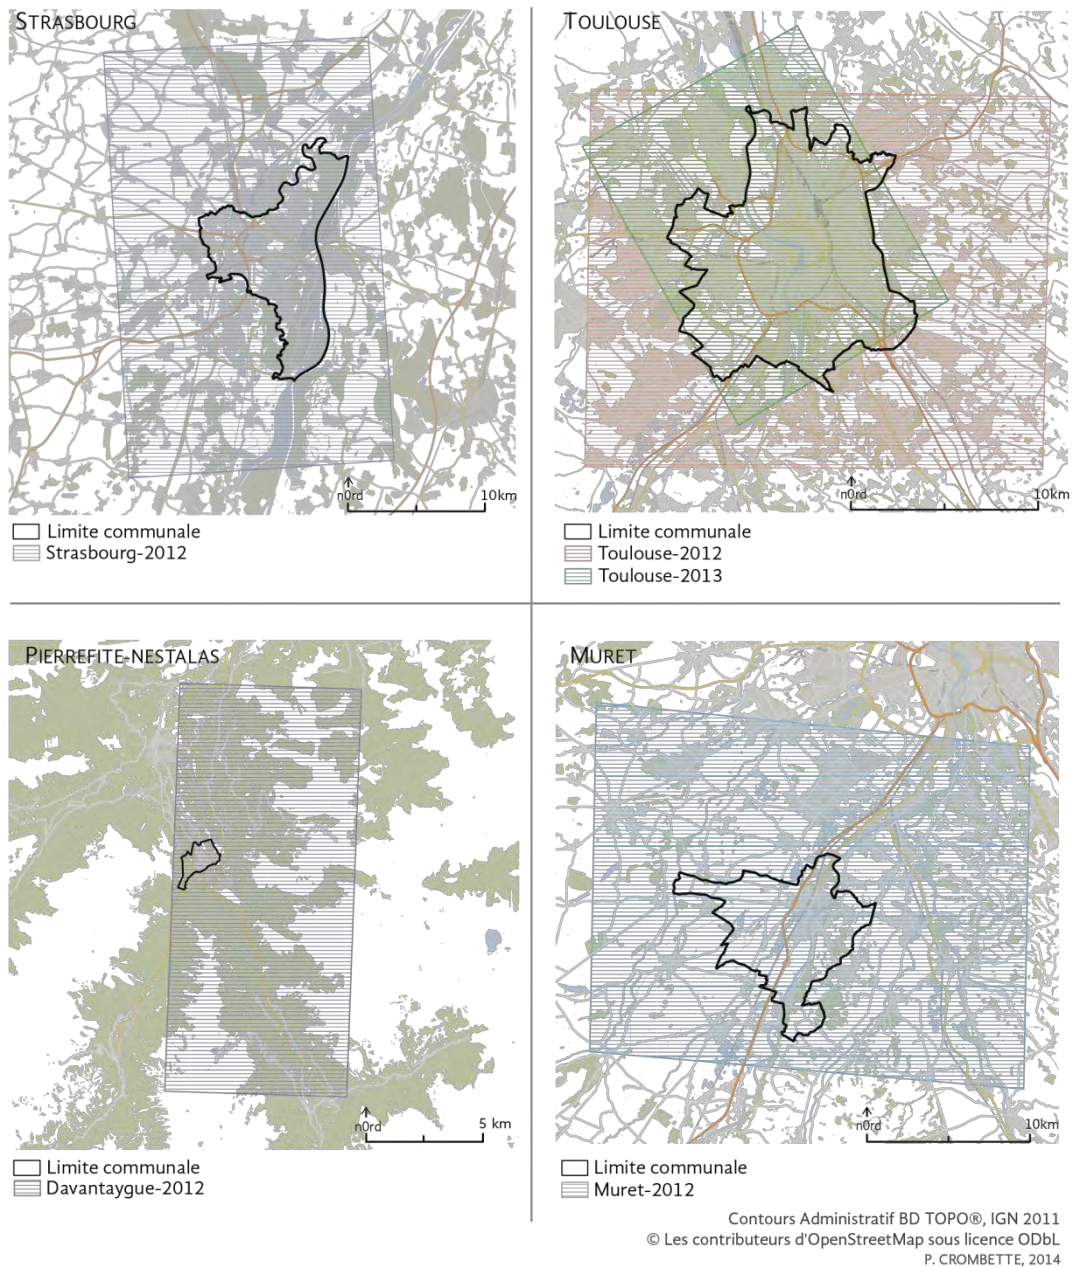 STRASBOURG
n0rd
10km
Limite communale
Strasbourg-2012
TOULOUSE
n0rd
10km
Limite communale
Toulouse-2012
Toulouse-2013
PIERREFITE-NESTALAS
n0rd
5 km
Limite communale
Davantaygue-2012
MURET
n0rd
10km
Limite communale
Muret-2012
Contours Administratif BD TOPO®, IGN 2011
© Les contributeurs d'OpenStreetMap sous licence ODbL
P. CROMBETTE, 2014